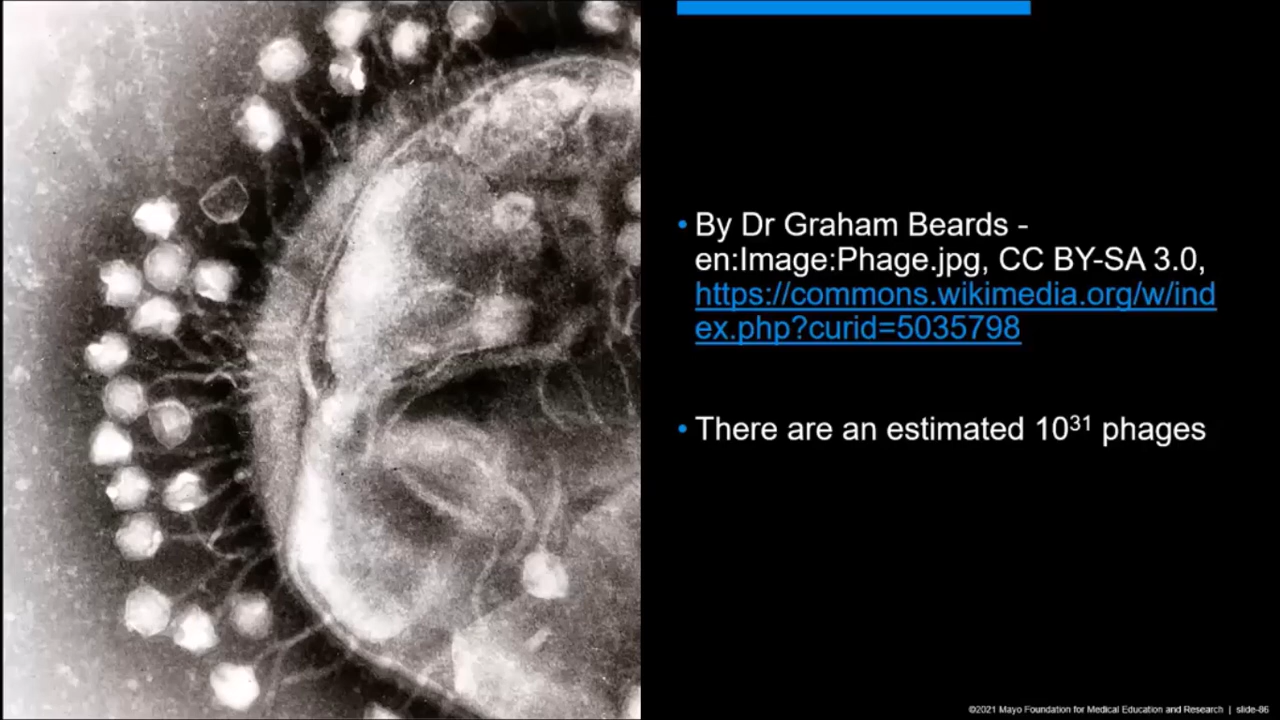 • By Dr Graham Beards -
en:Image:Phage.jpg, CC BY-SA 3.0,
https://commons.wikimedia.org/w/ind
ex.php?curid=5035798
• There are an estimated 10³¹ phages
©2021 Mayo Foundation for Medical Education and Research | slide-86